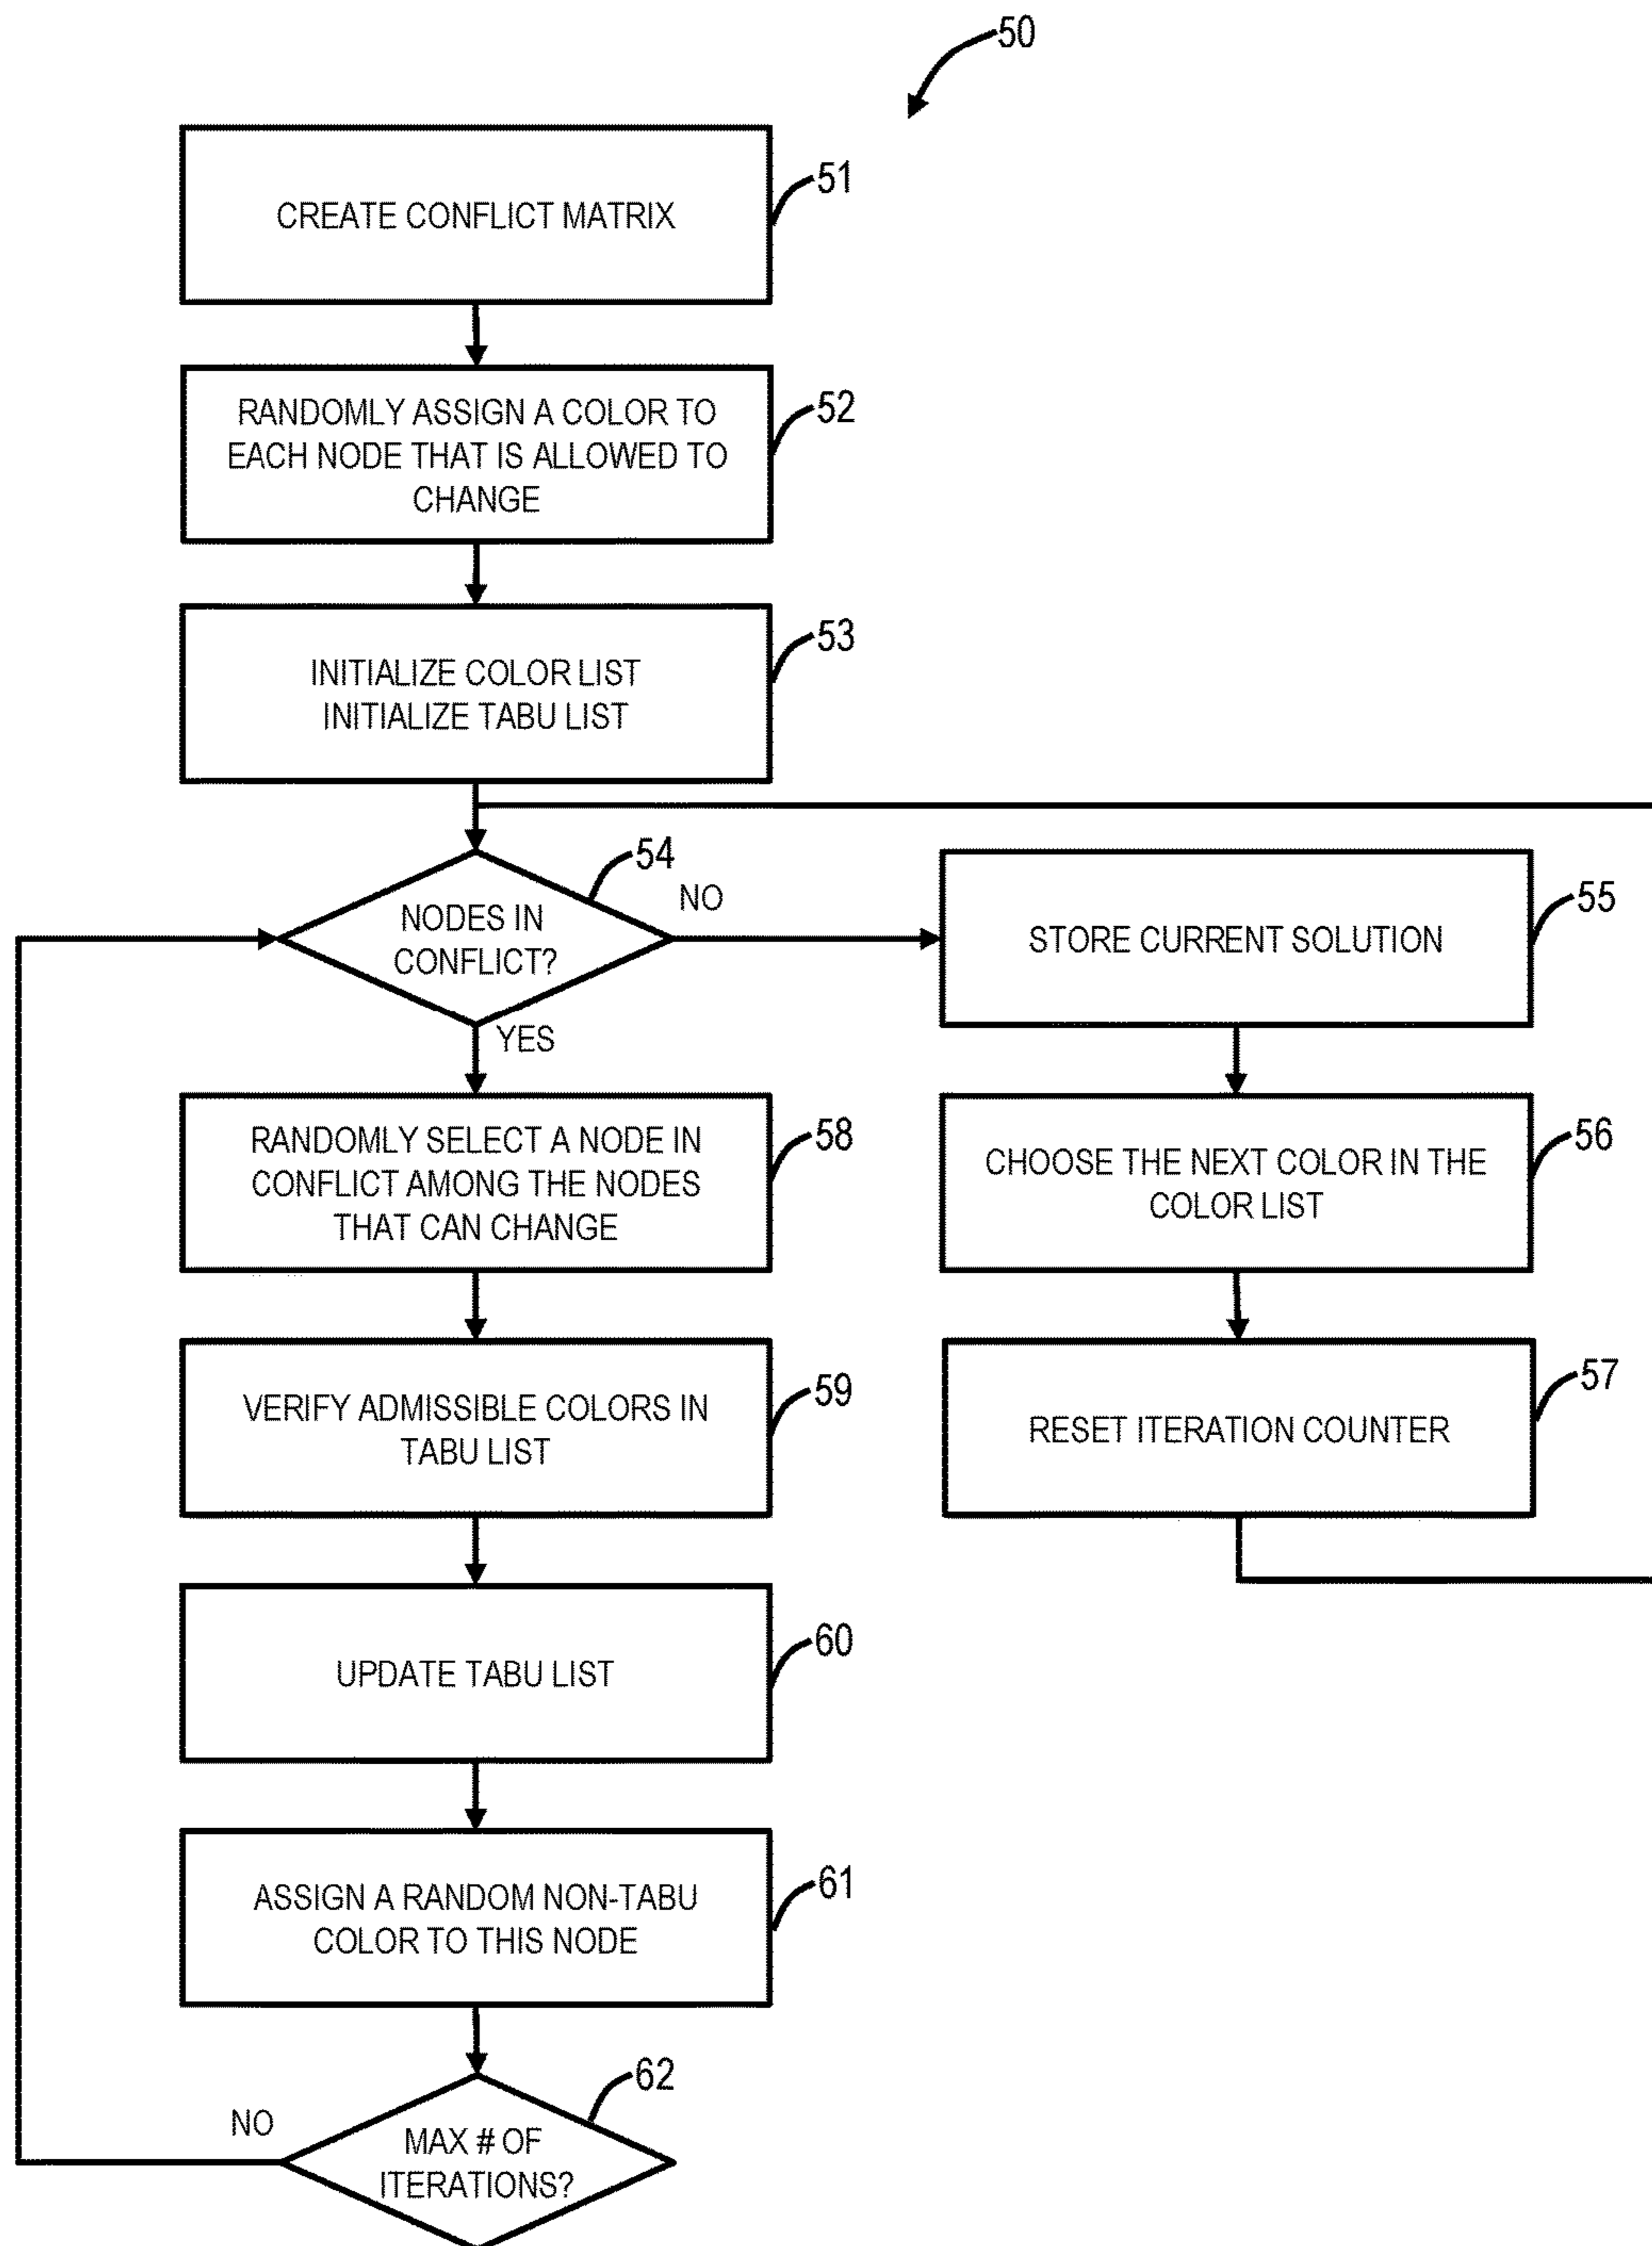 50
CREATE CONFLICT MATRIX
51
RANDOMLY ASSIGN A COLOR TO
EACH NODE THAT IS ALLOWED TO
CHANGE
52
INITIALIZE COLOR LIST
INITIALIZE TABU LIST
53
54
NODES IN
CONFLICT?
NO
YES
STORE CURRENT SOLUTION
55
CHOOSE THE NEXT COLOR IN THE
COLOR LIST
56
RESET ITERATION COUNTER
57
RANDOMLY SELECT A NODE IN
CONFLICT AMONG THE NODES
THAT CAN CHANGE
58
VERIFY ADMISSIBLE COLORS IN
TABU LIST
59
UPDATE TABU LIST
60
ASSIGN A RANDOM NON-TABU
COLOR TO THIS NODE
61
62
NO
MAX # OF
ITERATIONS?